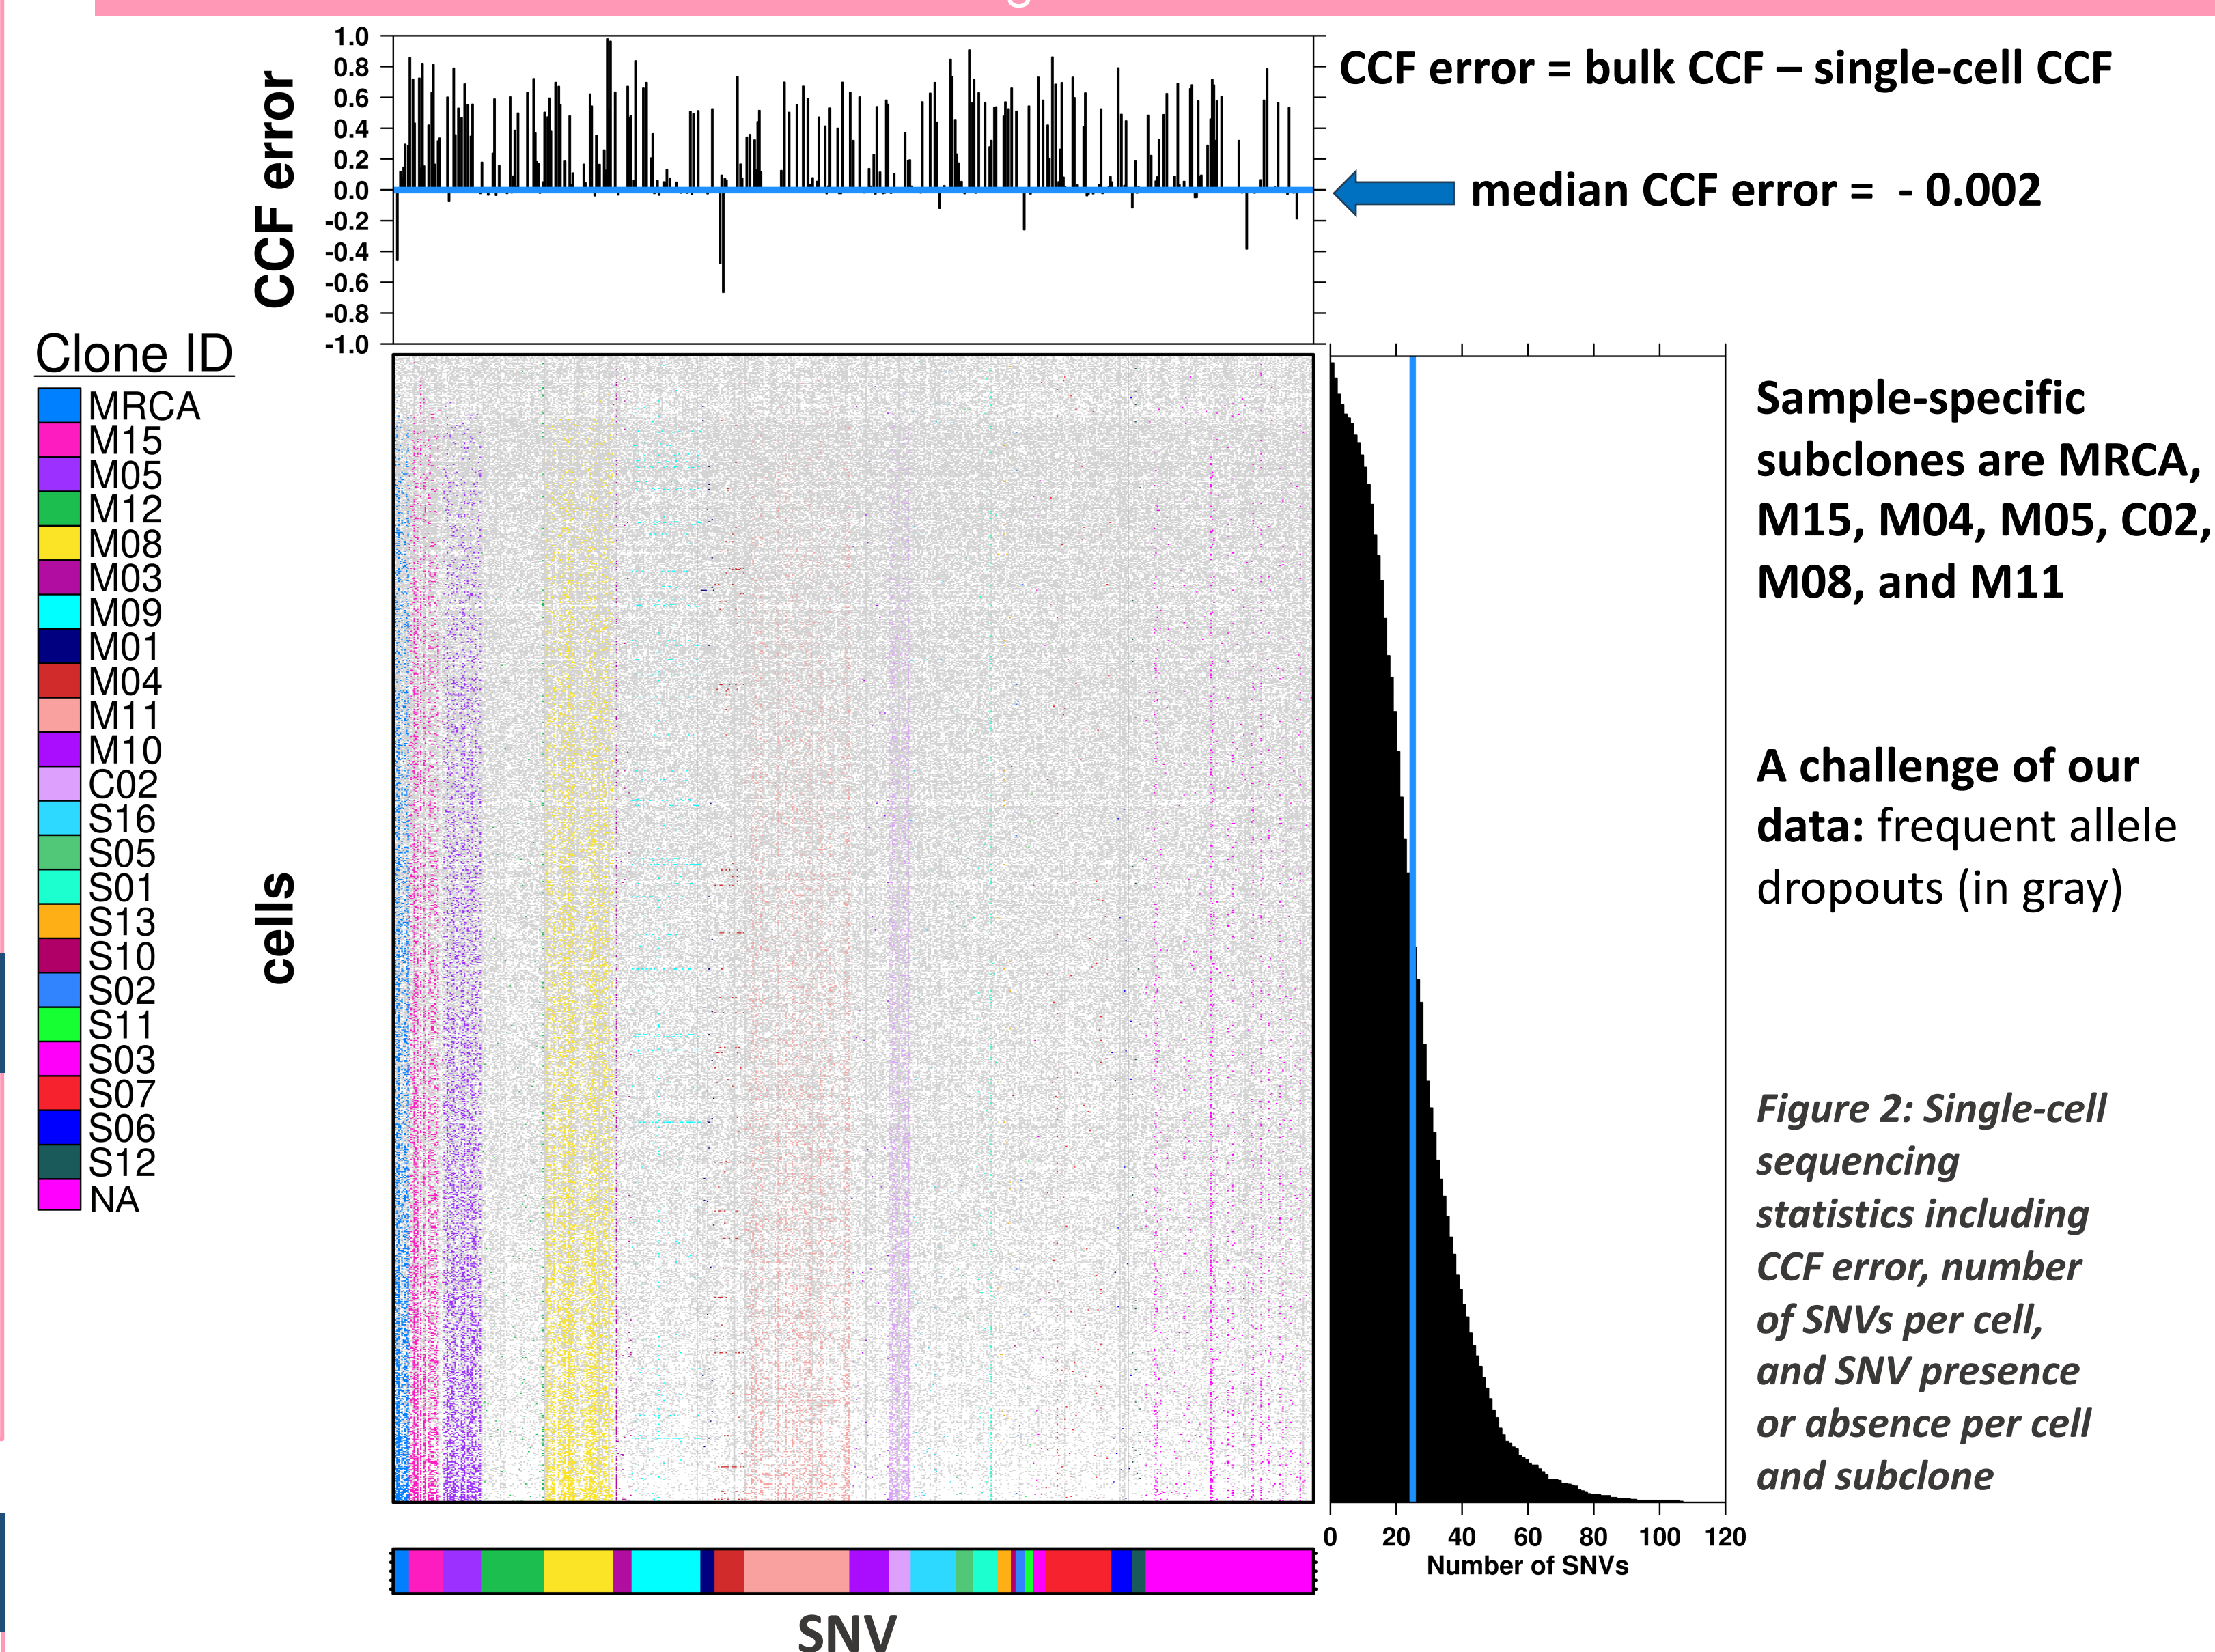 1.0
0.8
0.6
0.4
0.2
0.0
-0.2
-0.4
-0.6
-0.8
-1.0
CCF error
CCF error = bulk CCF – single-cell CCF
median CCF error =  - 0.002
Clone ID
MRCA
M15
M05
M12
M08
M03
M09
M01
M04
M11
M10
C02
S16
S05
S01
S13
S10
S02
S11
S03
S07
S06
S12
NA
cells
SNV
0 20 40 60 80 100 120
Number of SNVs
Sample-specific
subclones are MRCA,
M15, M04, M05, C02,
M08, and M11
A challenge of our
data: frequent allele
dropouts (in gray)
Figure 2: Single-cell
sequencing
statistics including
CCF error, number
of SNVs per cell,
and SNV presence
or absence per cell
and subclone